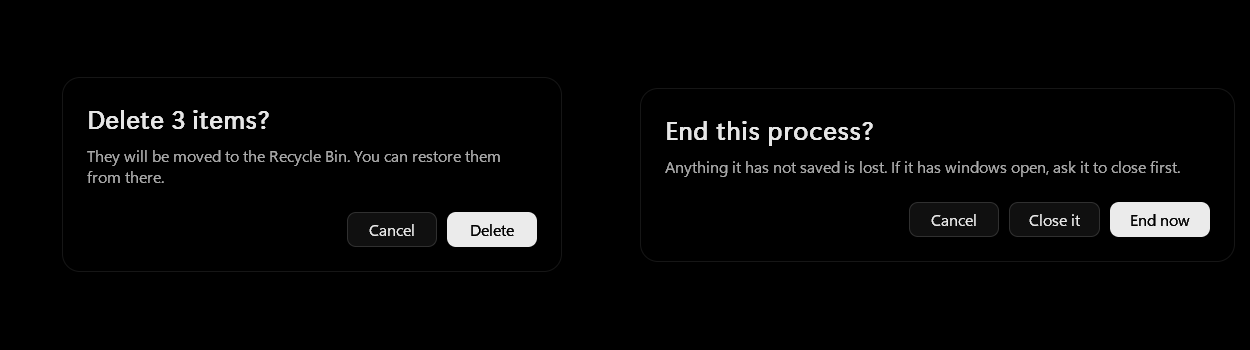 Delete 3 items?
They will be moved to the Recycle Bin. You can restore them
from there.
Cancel
Delete
End this process?
Anything it has not saved is lost. If it has windows open, ask it to close first.
Cancel
Close it
End now